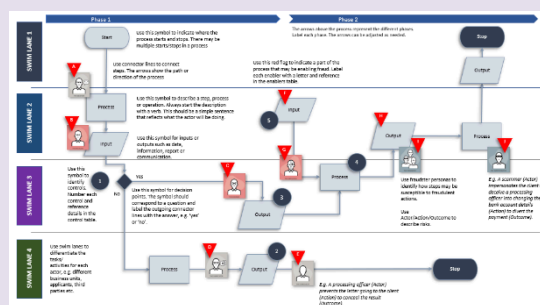 Phase 1
Phase 2
SWIM LANE 1
Start
use this symbol to indicate where
the process starts and stops. There may be
multiple starts/stops in a process
The arrows above the process represent the different phases.
Label each phase. The arrows can be adjusted as needed.
Stop
Use connector lines to connect
steps. The arrows show the path or
direction of the process
Use this red flag to indicate a part of
the process that may be enabling fraud. Label
each enabler with a letter and reference
in the enablers table.
Output
A
SWIM LANE 2
Process
Use this symbol to describe a step, process
or operation. Always start the description
with a verb. This should be a simple sentence
that reflects what the actor will be doing.
Input
5
B
Input
Use this symbol for inputs or
outputs such as data,
information, report or
communication.
Output
Process
G
SWIM LANE 3
Use this
symbol to
identify
controls.
Number each
control and
reference
details in the
control table.
1
YES
NO
Use this symbol for decision
points. The symbol should
correspond to a question and
label the outgoing connector
lines with the answer, e.g. 'yes'
or 'no'.
C
Output
3
Process
4
Use fraudster personas to
identify how steps may be
susceptible to fraudulent
actions.
Use
Actor/Action/Outcome to
describe risks.
E.g. A scammer (Actor)
impersonates the client to
deceive a processing
officer into changing the
bank account details
(Action) to divert the
payment (Outcome).
SWIM LANE 4
Use swim lanes to
differentiate the
tasks/
activities for each
actor, e.g. different
business units,
applicants, third
parties etc.
Process
D
Output
2
E.g. A processing officer (Actor)
prevents the letter going to the client
(Action) to conceal the result
(Outcome)
Stop